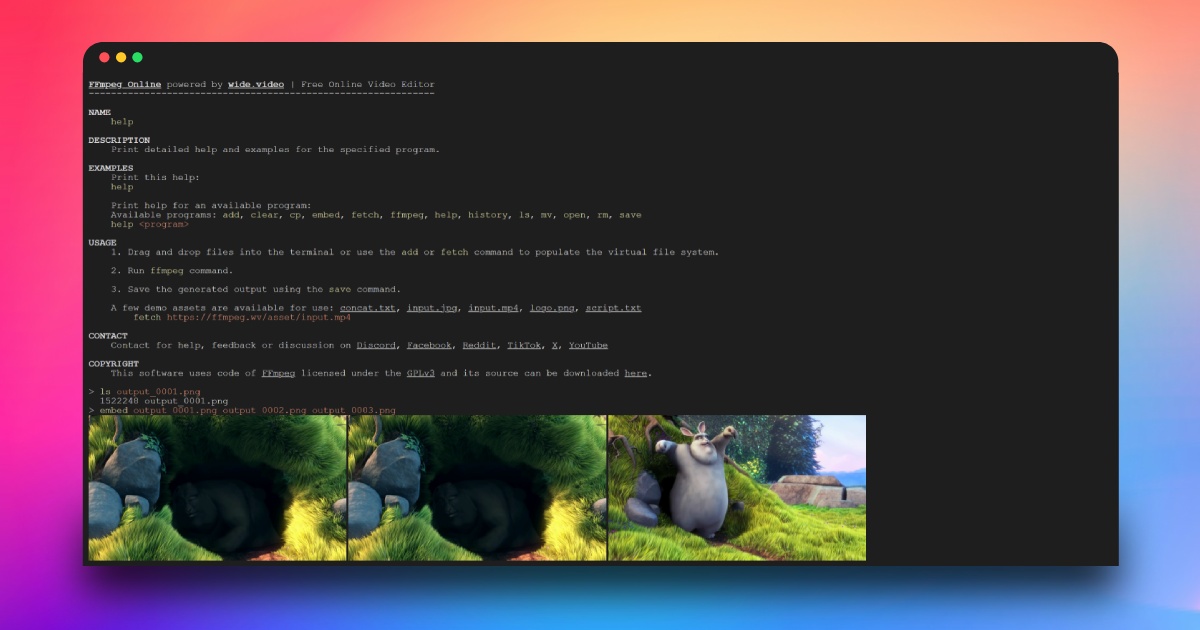 FFmpeg Online powered by wide.video | Free Online Video Editor
--------------------------------------------------------------
NAME
help
DESCRIPTION
Print detailed help and examples for the specified program.
EXAMPLES
Print this help:
help
Print help for an available program:
Available programs: add, clear, cp, embed, fetch, ffmpeg, help, history, ls, mv, open, rm, save
help <program>
USAGE
1. Drag and drop files into the terminal or use the add or fetch command to populate the virtual file system.
2. Run ffmpeg command.
3. Save the generated output using the save command.
A few demo assets are available for use: concat.txt, input.jpg, input.mp4, logo.png, script.txt
fetch https://ffmpeg.wv/asset/input.mp4
CONTACT
Contact for help, feedback or discussion on Discord, Facebook, Reddit, TikTok, X, YouTube
COPYRIGHT
This software uses code of FFmpeg licensed under the GPLv3 and its source can be downloaded here.
> ls output_0001.png
1522248 output_0001.png
> embed output_0001.png output_0002.png output_0003.png